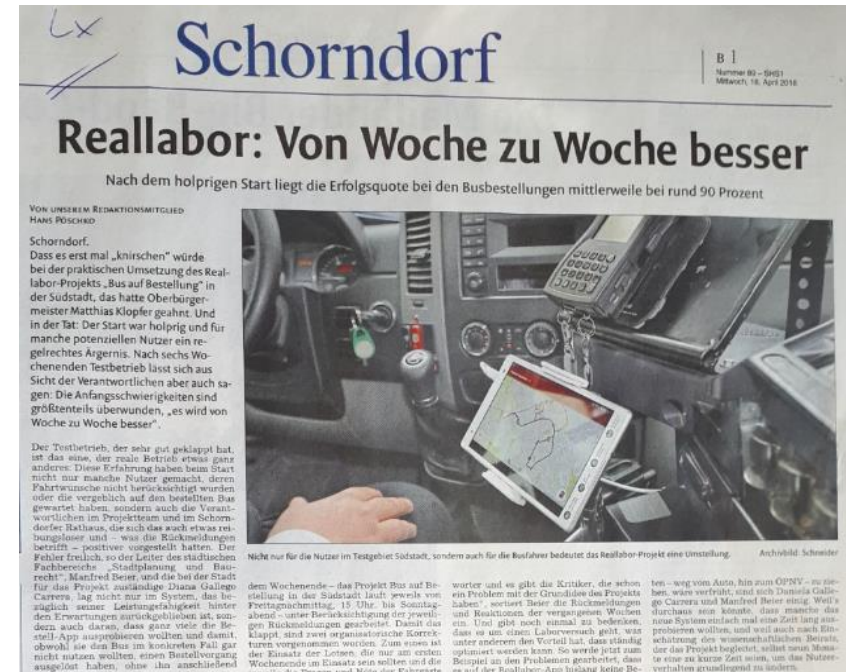 Lx
Schorndorf
B 1
Nummer 89 – SHS1
Mittwoch, 18. April 2018
Reallabor: Von Woche zu Woche besser
Nach dem holprigen Start liegt die Erfolgsquote bei den Busbestellungen mittlerweile bei rund 90 Prozent
VON UNSEREM REDAKTIONSMITGLIED
HANS PÖSCHKO
Schorndorf.
Dass es erst mal „knirschen“ würde
bei der praktischen Umsetzung des Real-
labor-Projekts „Bus auf Bestellung“ in
der Südstadt, das hatte Oberbürger-
meister Matthias Klopfer geahnt. Und
in der Tat: Der Start war holprig und für
manche potenziellen Nutzer ein re-
gelrechtes Ärgernis. Nach sechs Wo-
chenenden Testbetrieb lässt sich aus
Sicht der Verantwortlichen aber auch sa-
gen: Die Anfangsschwierigkeiten sind
größtenteils überwunden, „es wird von
Woche zu Woche besser“.
Der Testbetrieb, der sehr gut geklappt hat,
ist das eine, der reale Betrieb etwas ganz
anderes: Diese Erfahrung haben beim Start
nicht nur manche Nutzer gemacht, deren
Fahrtwünsche nicht berücksichtigt wurden
oder die vergeblich auf den bestellten Bus
gewartet haben, sondern auch die Verant-
wortlichen im Projektteam und im Schorn-
dorfer Rathaus, die sich das auch etwas rei-
bungsloser und – was die Rückmeldungen
betrifft – positiver vorgestellt hatten. Der
Fehler freilich, so der Leiter des städtischen
Fachbereichs „Stadtplanung und Bau-
recht“, Manfred Beier, und die bei der Stadt
für das Projekt zuständige Diana Gallego
Carrera, lag nicht nur im System, das be-
züglich seiner Leistungsfähigkeit hinter
den Erwartungen zurückgeblieben ist, son-
dern auch daran, dass ganz viele die Be-
stell-App ausprobieren wollten und damit,
obwohl sie den Bus im konkreten Fall gar
nicht nutzen wollten, einen Bestellvorgang
ausgelöst haben, ohne ihn anschließend
Nicht nur für die Nutzer im Testgebiet Südstadt, sondern auch für die Busfahrer bedeutet das Reallabor-Projekt eine Umstellung.
Archivbild: Schneider
dem Wochenende – das Projekt Bus auf Be-
stellung in der Südstadt läuft jeweils von
Freitagnachmittag, 15 Uhr, bis Sonntag-
abend – unter Berücksichtigung der jeweili-
gen Rückmeldungen gearbeitet. Damit das
klappt, sind zwei organisatorische Korrek-
turen vorgenommen worden. Zum einen ist
der Einsatz der Lotsen, die nur am ersten
Wochenende im Einsatz sein sollten und die
worter und es gibt die Kritiker, die schon
ein Problem mit der Grundidee des Projekts
haben“, sortiert Beier die Rückmeldungen
und Reaktionen der vergangenen Wochen
ein. Und gibt noch einmal zu bedenken,
dass es um einen Laborversuch geht, was
unter anderem den Vorteil hat, dass ständig
optimiert werden kann. So werde jetzt zum
Beispiel an den Problemen gearbeitet, dass
es auf der Reallabor-App bislang keine Be-
ten – weg vom Auto, hin zum ÖPNV – zu zie-
hen, wäre verfrüht, sind sich Daniela Galle-
go Carrera und Manfred Beier einig. Weil's
durchaus sein könnte, dass manche das
neue System einfach mal eine Zeit lang aus-
probieren wollten, und weil auch nach Ein-
schätzung des wissenschaftlichen Beirats,
der das Projekt begleitet, selbst neun Mona-
te eine zu kurze Zeit seien, um das Nutzer-
verhalten grundlegend zu ändern.